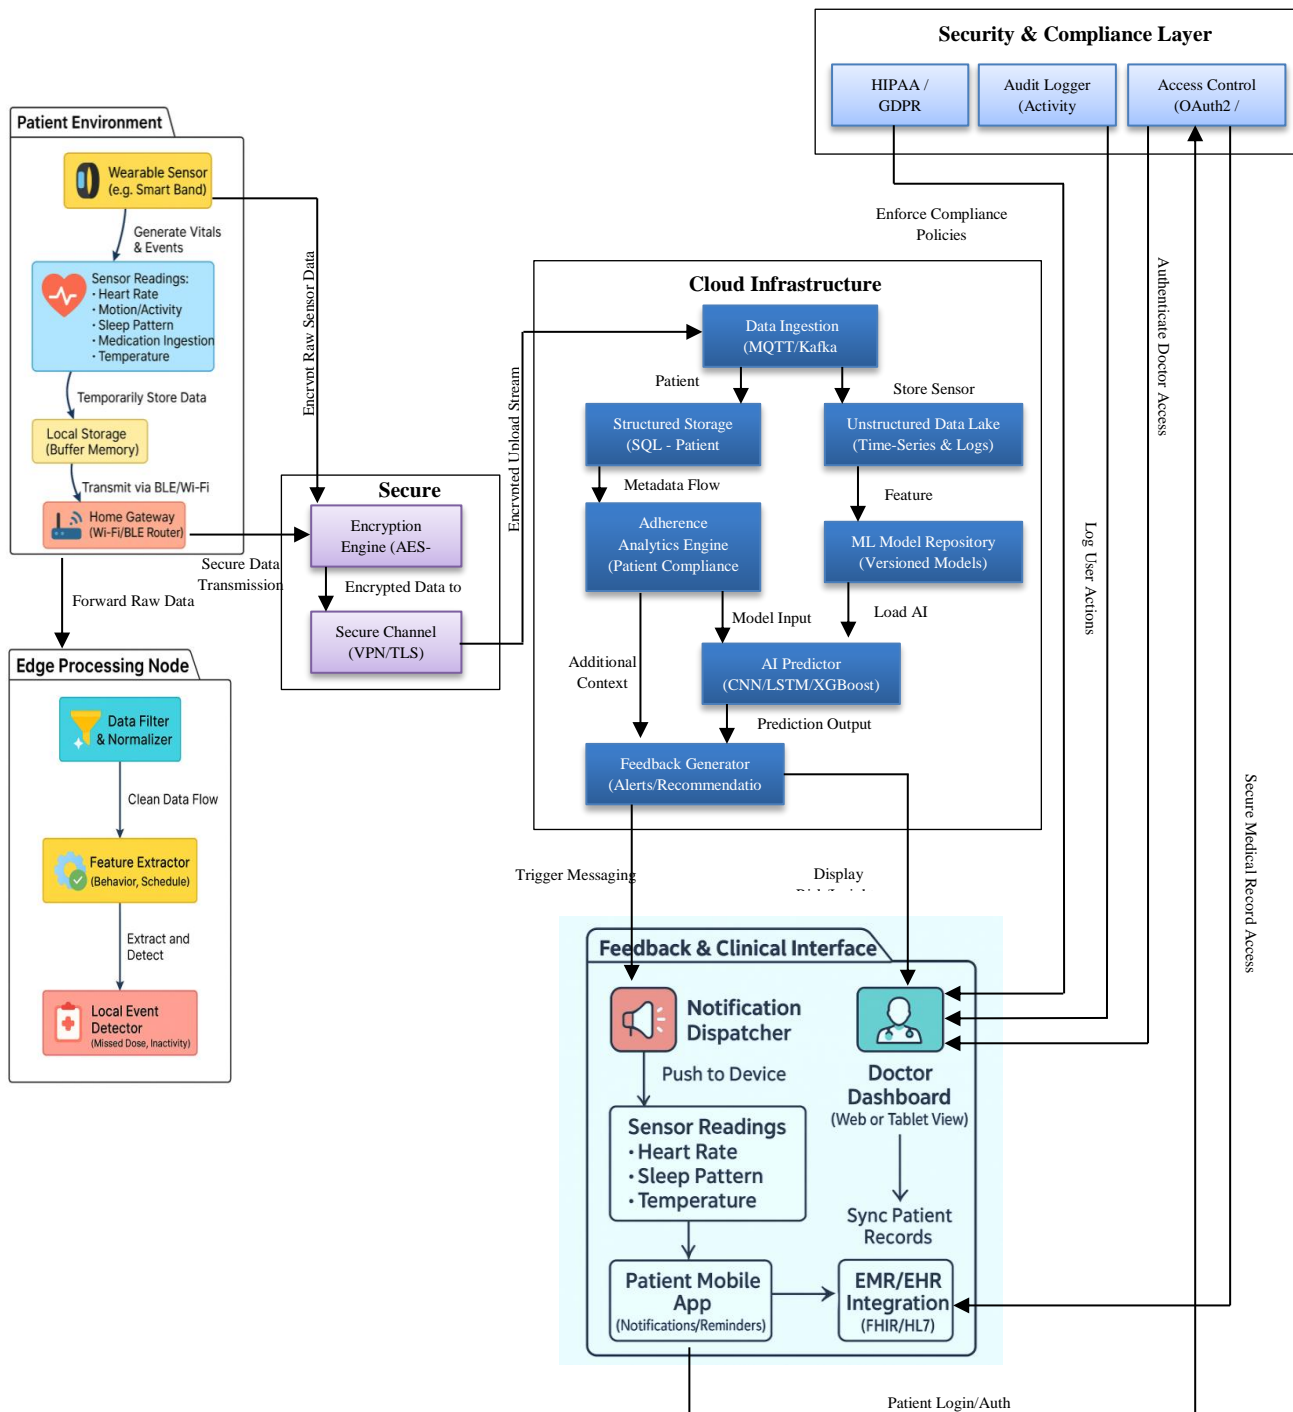 Security & Compliance Layer
HIPAA /
GDPR
Audit Logger
(Activity
Access Control
(OAuth2 /
Patient Environment
Wearable Sensor
(e.g. Smart Band)
Generate Vitals
& Events
Sensor Readings:
· Heart Rate
· Motion/Activity
· Sleep Pattern
· Medication Ingestion
· Temperature
Temporarily Store Data
Local Storage
(Buffer Memory)
Transmit via BLE/Wi-Fi
Home Gateway
(Wi-Fi/BLE Router)
Forward Raw Data
Encrypt Raw Sensor Data
Secure Data
Transmission
Secure
Encryption
Engine (AES-
Encrypted Data to
Secure Channel
(VPN/TLS)
Encrypted Upload Stream
Edge Processing Node
Data Filter
& Normalizer
Clean Data Flow
Feature Extractor
(Behavior, Schedule)
Extract and
Detect
Local Event
Detector
(Missed Dose, Inactivity)
Enforce Compliance
Policies
Cloud Infrastructure
Data Ingestion
(MQTT/Kafka
Patient
Store Sensor
Structured Storage
(SQL - Patient
Unstructured Data Lake
(Time-Series & Logs)
Metadata Flow
Feature
Adherence
Analytics Engine
(Patient Compliance
ML Model Repository
(Versioned Models)
Model Input
Load AI
Additional
Context
AI Predictor
(CNN/LSTM/XGBoost)
Prediction Output
Feedback Generator
(Alerts/Recommendatio
Authenticate Doctor Access
Log User Actions
Secure Medical Record Access
Trigger Messaging
Display
Feedback & Clinical Interface
Notification
Dispatcher
Push to Device
Doctor
Dashboard
(Web or Tablet View)
Sensor Readings
· Heart Rate
· Sleep Pattern
· Temperature
Sync Patient
Records
Patient Mobile
App
(Notifications/Reminders)
EMR/EHR
Integration
(FHIR/HL7)
Patient Login/Auth